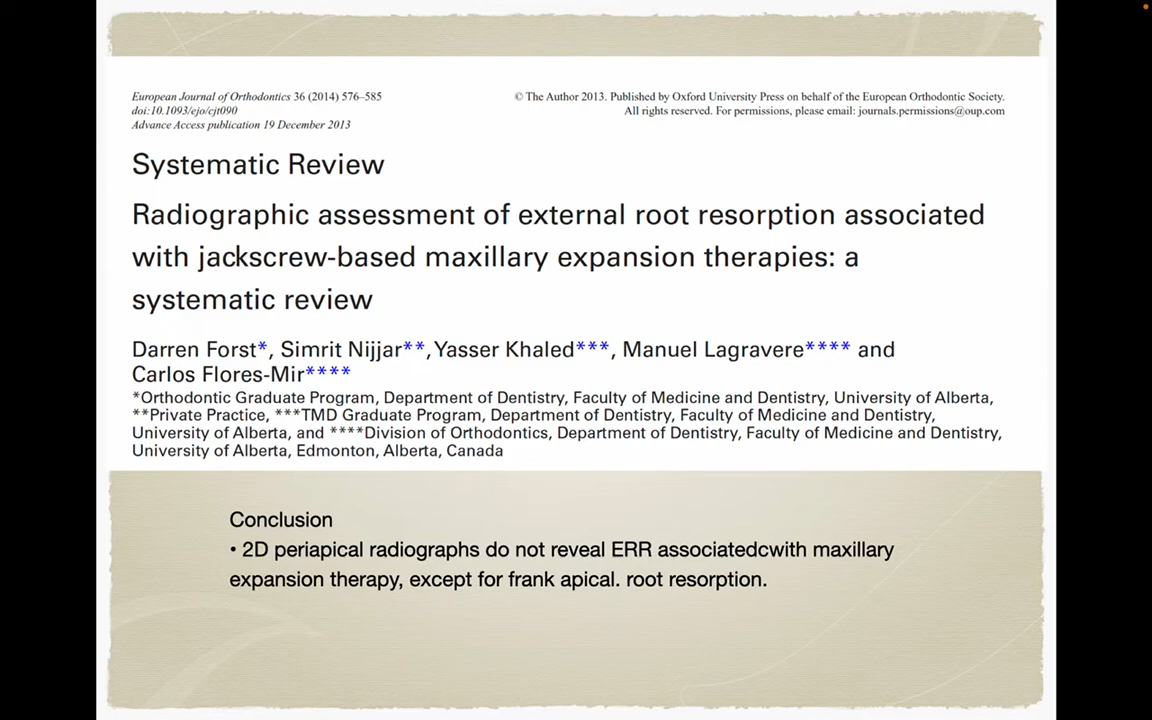 European Journal of Orthodontics 36 (2014) 576–585
© The Author 2013. Published by Oxford University Press on behalf of the European Orthodontic Society.
doi:10.1093/ejo/cjt090
All rights reserved. For permissions, please email: journals.permissions@oup.com
Advance Access publication 19 December 2013
Systematic Review
Radiographic assessment of external root resorption associated
with jackscrew-based maxillary expansion therapies: a
systematic review
Darren Forst*, Simrit Nijjar**, Yasser Khaled***, Manuel Lagravere**** and
Carlos Flores-Mir****
*Orthodontic Graduate Program, Department of Dentistry, Faculty of Medicine and Dentistry, University of Alberta,
**Private Practice, ***TMD Graduate Program, Department of Dentistry, Faculty of Medicine and Dentistry,
University of Alberta, and ****Division of Orthodontics, Department of Dentistry, Faculty of Medicine and Dentistry,
University of Alberta, Edmonton, Alberta, Canada
Conclusion
• 2D periapical radiographs do not reveal ERR associatedcwith maxillary
expansion therapy, except for frank apical. root resorption.